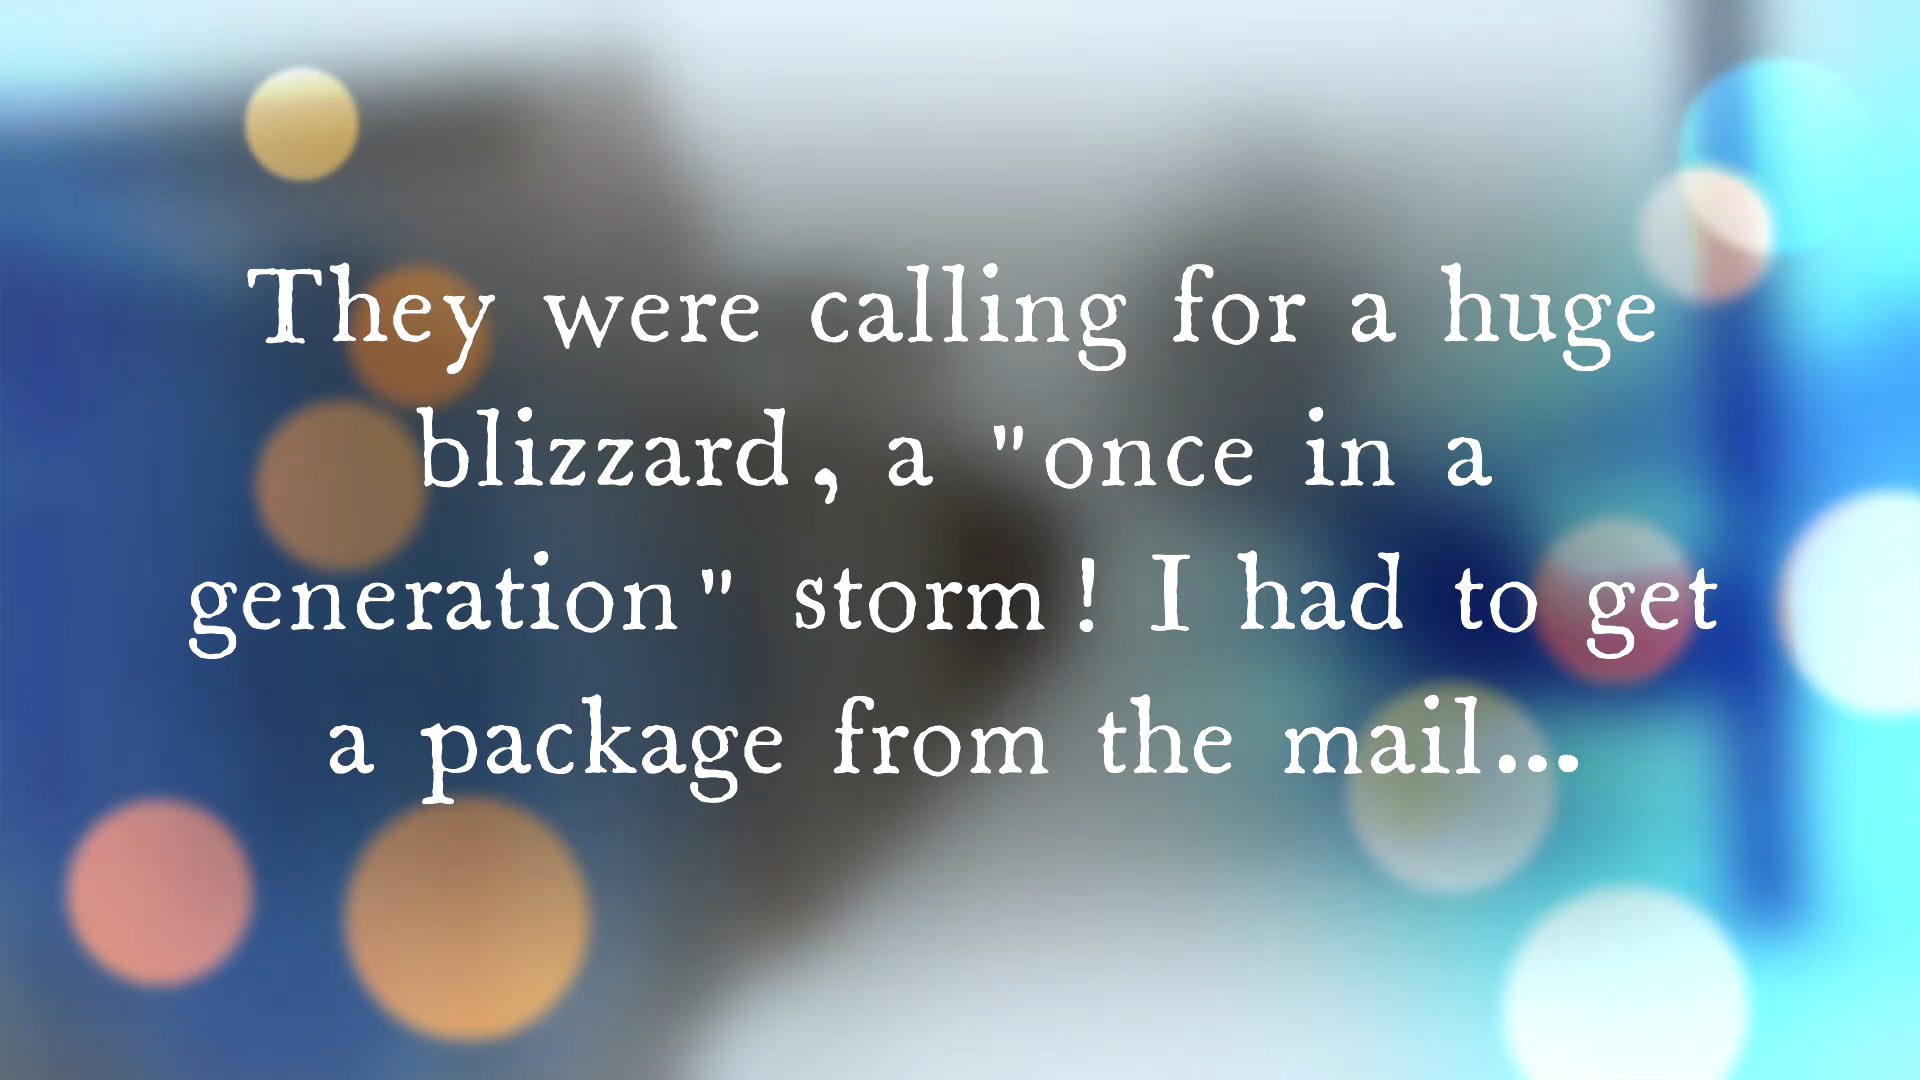 They were calling for a huge
blizzard, a "once in a
generation" storm! I had to get
a package from the mail...